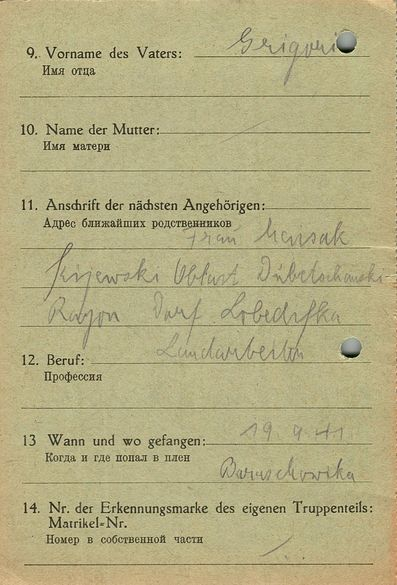 9. Vorname des Vaters: Grigori
Имя отца
10. Name der Mutter:
Имя матери
11. Anschrift der nächsten Angehörigen:
Адрес ближайших родственников
Frau
Kijewski Oblast
Rayon Dorf
12. Beruf: Landarbeiter
Профессия
13 Wann und wo gefangen: 19. 9. 41.
Когда и где попал в плен
14. Nr. der Erkennungsmarke des eigenen Truppenteils:
Matrikel-Nr.
Номер в собственной части